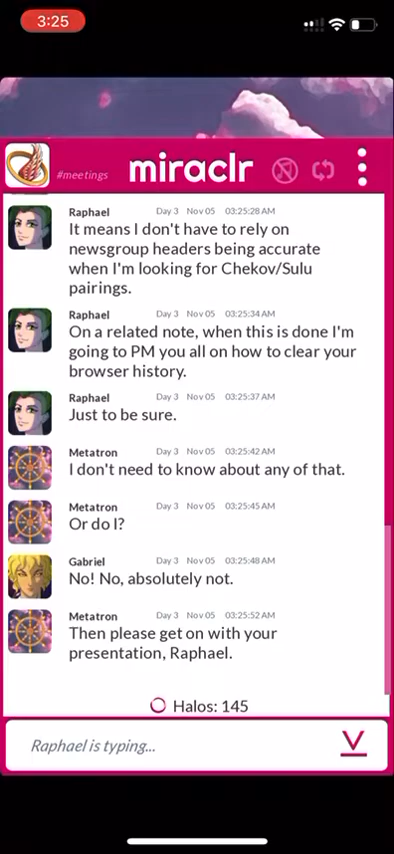 3:25
#meetings
miraclr
Raphael Day 3 Nov 05 03:25:28 AM
It means I don't have to rely on
newsgroup headers being accurate
when I'm looking for Chekov/Sulu
pairings.
Raphael Day 3 Nov 05 03:25:34 AM
On a related note, when this is done I'm
going to PM you all on how to clear your
browser history.
Raphael Day 3 Nov 05 03:25:37 AM
Just to be sure.
Metatron Day 3 Nov 05 03:25:42 AM
I don't need to know about any of that.
Metatron Day 3 Nov 05 03:25:45 AM
Or do I?
Gabriel Day 3 Nov 05 03:25:48 AM
No! No, absolutely not.
Metatron Day 3 Nov 05 03:25:52 AM
Then please get on with your
presentation, Raphael.
Halos: 145
Raphael is typing...